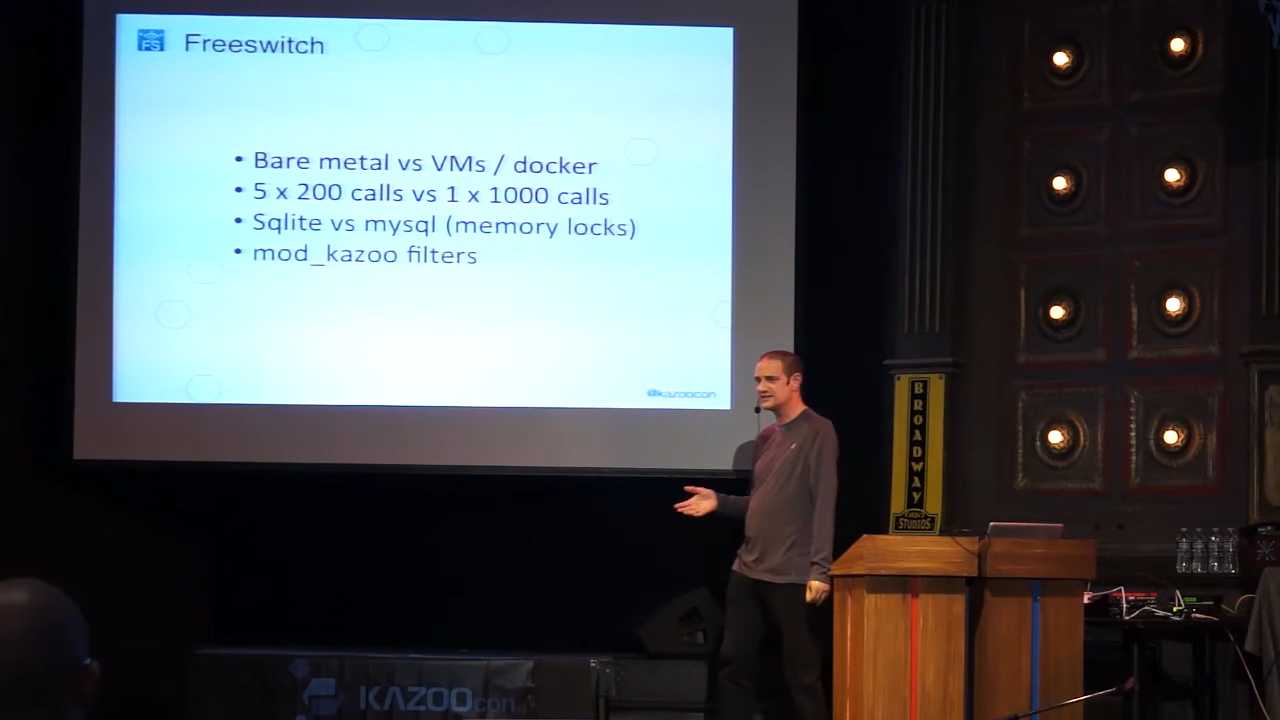 FS Freeswitch
• Bare metal vs VMs / docker
• 5 x 200 calls vs 1 x 1000 calls
• Sqlite vs mysql (memory locks)
• mod_kazoo filters
@kazoocon
BROADWAY
STUDIOS
KAZOOcon